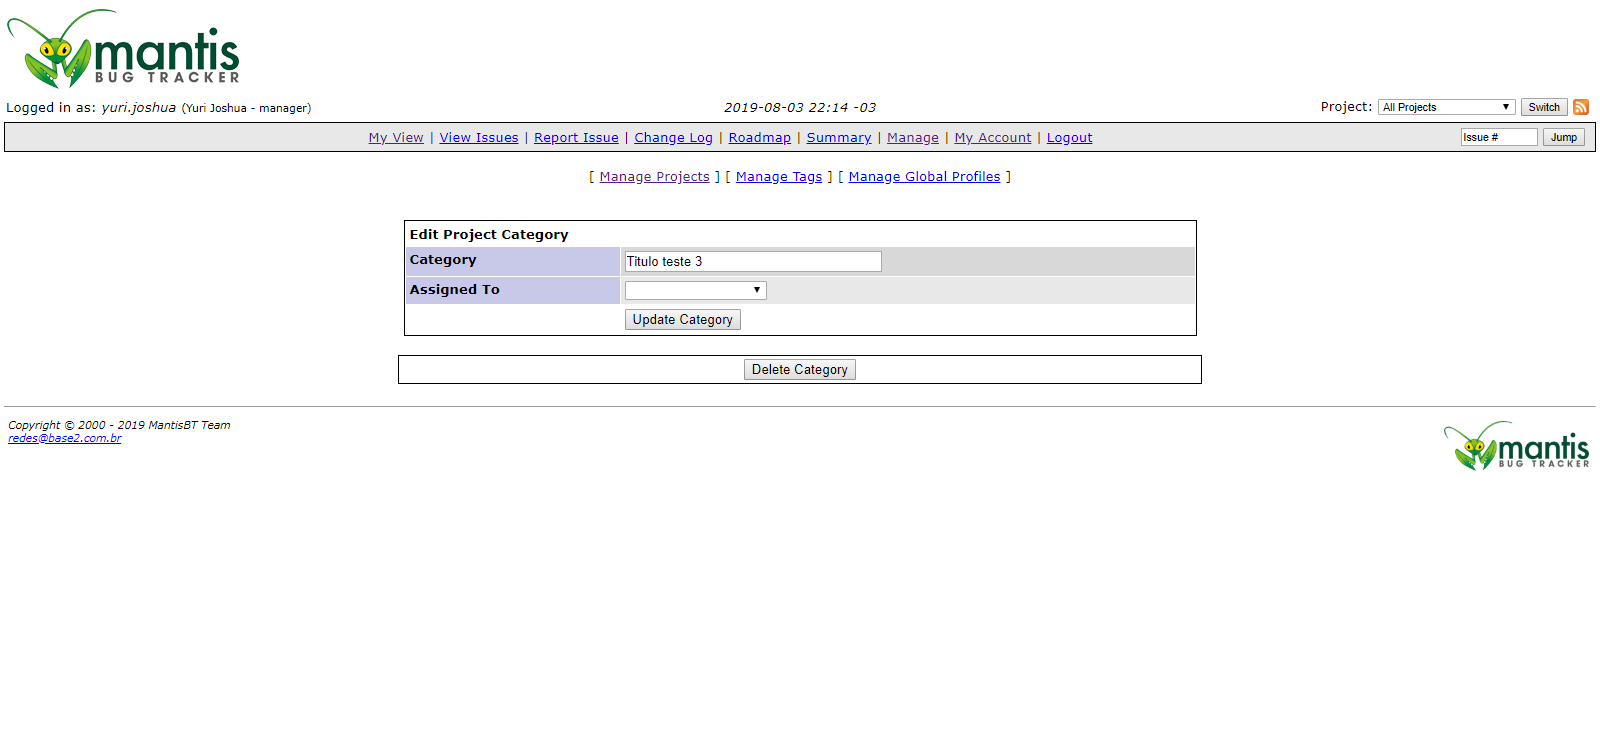 mantis
BUG TRACKER
Logged in as: yuri.joshua (Yuri Joshua - manager) 2019-08-03 22:14 -03 Project: All Projects Switch
My View | View Issues | Report Issue | Change Log | Roadmap | Summary | Manage | My Account | Logout Issue # Jump
[ Manage Projects ] [ Manage Tags ] [ Manage Global Profiles ]
Edit Project Category
Category Titulo teste 3
Assigned To
Update Category
Delete Category
Copyright © 2000 - 2019 MantisBT Team
redes@base2.com.br
mantis
BUG TRACKER